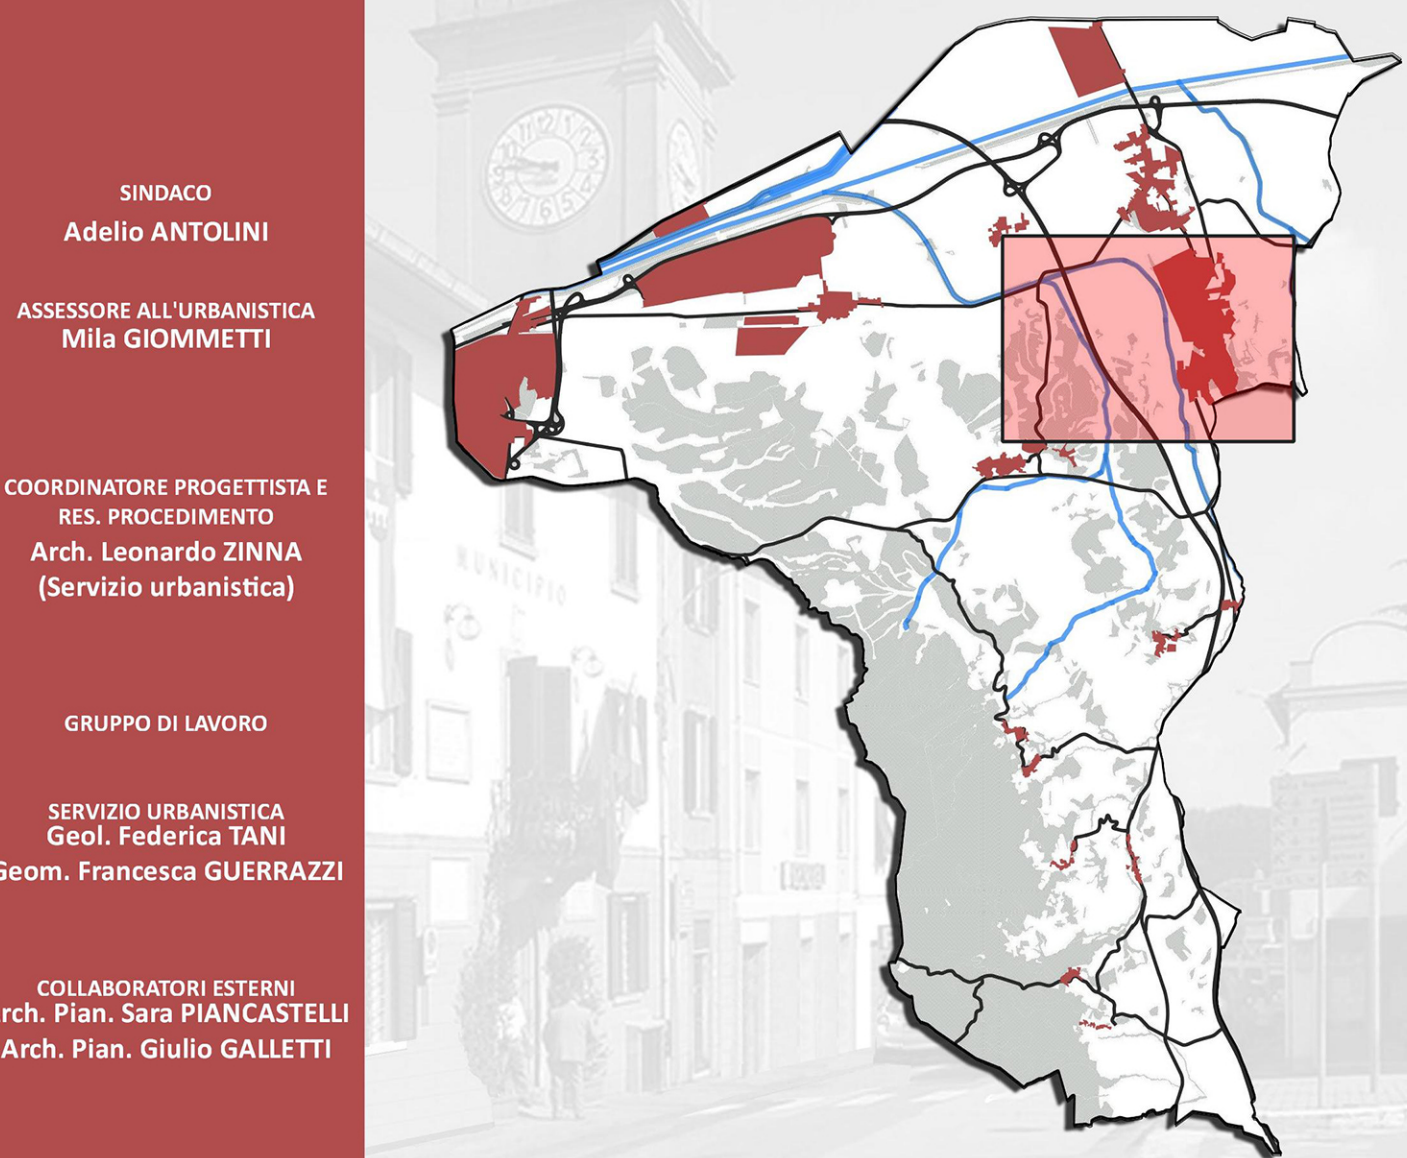 SINDACO
Adelio ANTOLINI
ASSESSORE ALL'URBANISTICA
Mila GIOMMETTI
COORDINATORE PROGETTISTA E
RES. PROCEDIMENTO
Arch. Leonardo ZINNA
(Servizio urbanistica)
GRUPPO DI LAVORO
SERVIZIO URBANISTICA
Geol. Federica TANI
Geom. Francesca GUERRAZZI
COLLABORATORI ESTERNI
rch. Pian. Sara PIANCASTELLI
Arch. Pian. Giulio GALLETTI
MUNICIPIO